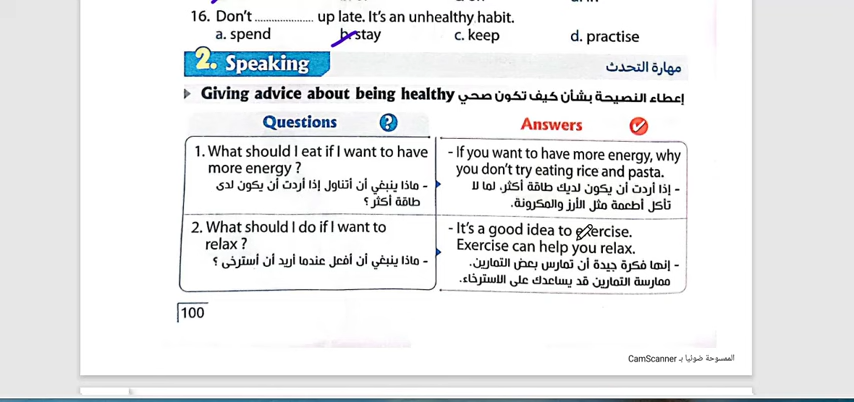 16. Don't .................... up late. It's an unhealthy habit.
a. spend b. stay c. keep d. practise
2. Speaking مهارة التحدث
Giving advice about being healthy إعطاء النصيحة بشأن كيف تكون صحي
Questions ? Answers
1. What should I eat if I want to have
more energy ?
- ماذا ينبغي أن أتناول إذا أردت أن يكون لدى
طاقة أكثر ؟
- If you want to have more energy, why
you don't try eating rice and pasta.
- إذا أردت أن يكون لديك طاقة أكثر، لما لا
تأكل أطعمة مثل الأرز والمكرونة.
2. What should I do if I want to
relax ?
- ماذا ينبغي أن أفعل عندما أريد أن أسترخى ؟
- It's a good idea to exercise.
Exercise can help you relax.
- إنها فكرة جيدة أن تمارس بعض التمارين.
ممارسة التمارين قد يساعدك على الاسترخاء.
100
الممسوحة ضوئيا بـ CamScanner